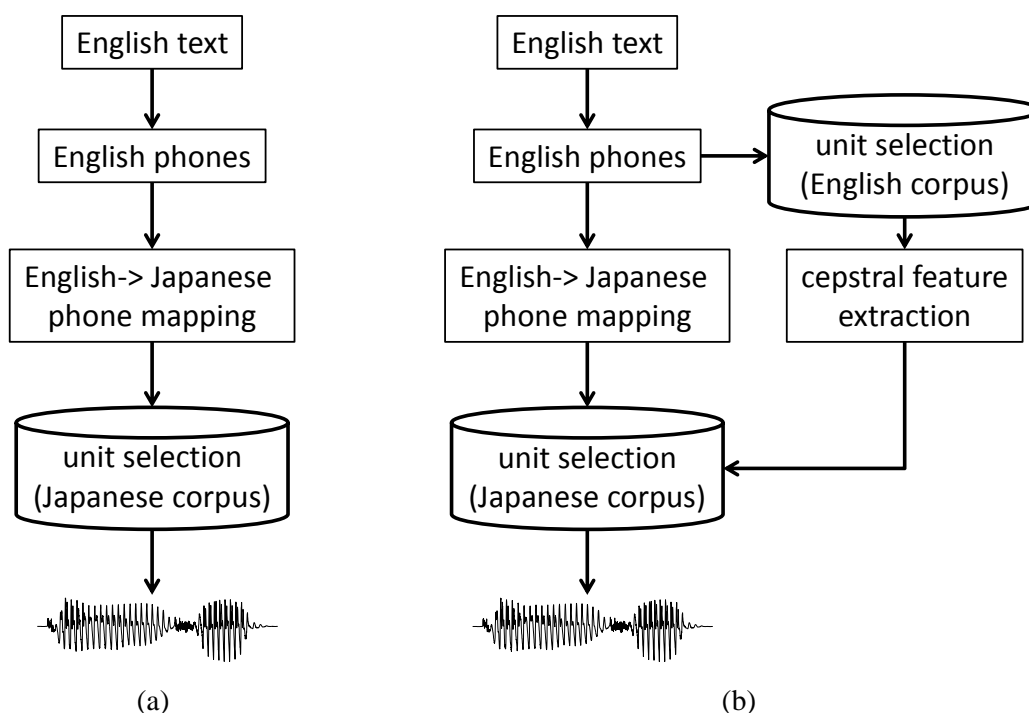 English text
English phones
English-> Japanese
phone mapping
unit selection
(Japanese corpus)
(a)
English text
English phones
unit selection
(English corpus)
English-> Japanese
phone mapping
cepstral feature
extraction
unit selection
(Japanese corpus)
(b)